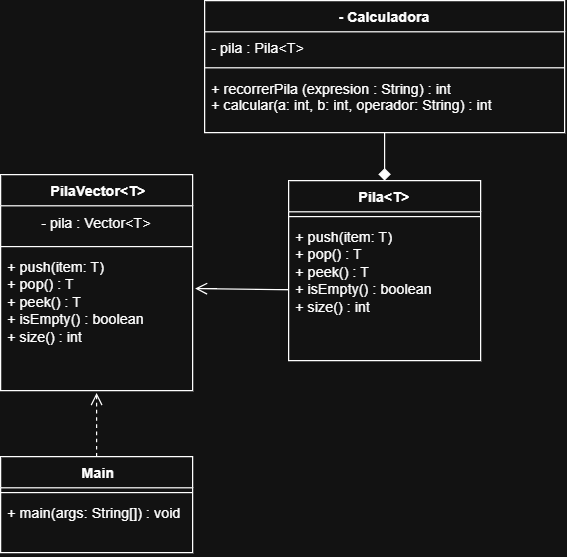 - Calculadora
- pila : Pila<T>
+ recorrerPila (expresion : String) : int
+ calcular(a: int, b: int, operador: String) : int
PilaVector<T>
- pila : Vector<T>
+ push(item: T)
+ pop() : T
+ peek() : T
+ isEmpty() : boolean
+ size() : int
Pila<T>
+ push(item: T)
+ pop() : T
+ peek() : T
+ isEmpty() : boolean
+ size() : int
Main
+ main(args: String[]) : void